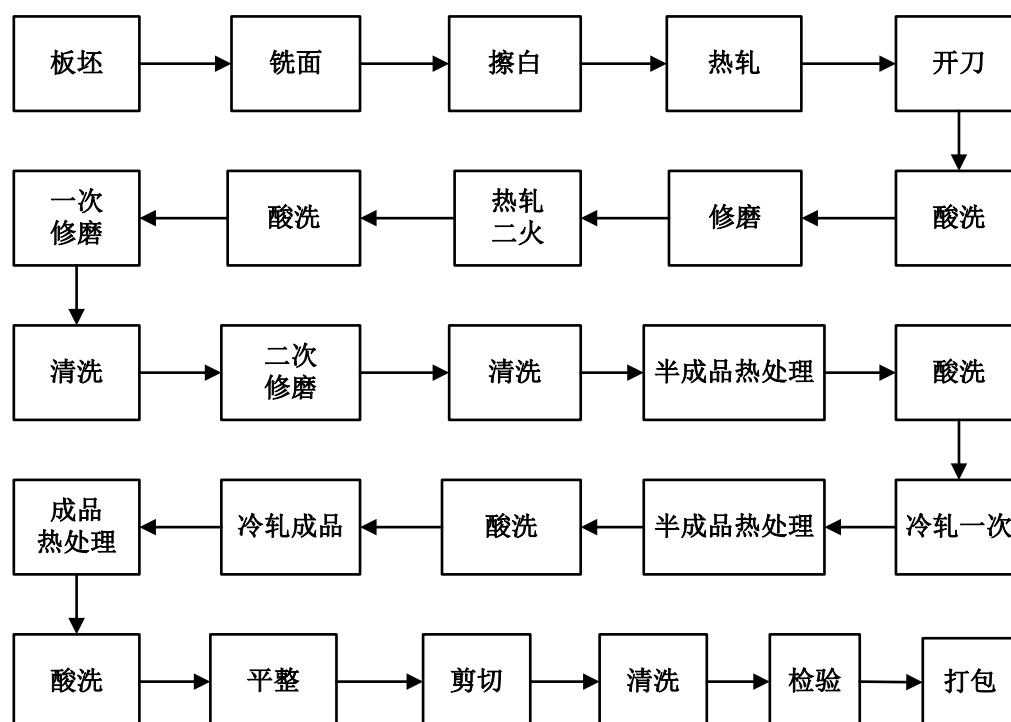 板坯
铣面
擦白
热轧
开刀
酸洗
修磨
热轧
二火
酸洗
一次
修磨
清洗
二次
修磨
清洗
半成品热处理
酸洗
冷轧一次
半成品热处理
酸洗
冷轧成品
成品
热处理
酸洗
平整
剪切
清洗
检验
打包